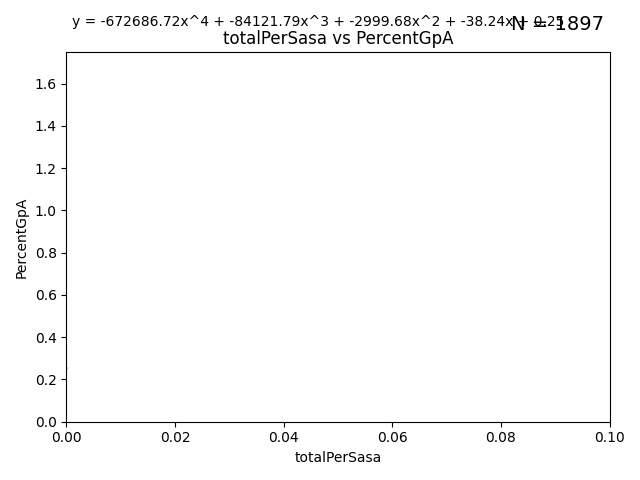 y = -672686.72x^4 + -84121.79x^3 + -2999.68x^2 + -38.24x + 0.25
N = 1897
totalPerSasa vs PercentGpA
PercentGpA
1.6
1.4
1.2
1.0
0.8
0.6
0.4
0.2
0.0
0.00 0.02 0.04 0.06 0.08 0.10
totalPerSasa